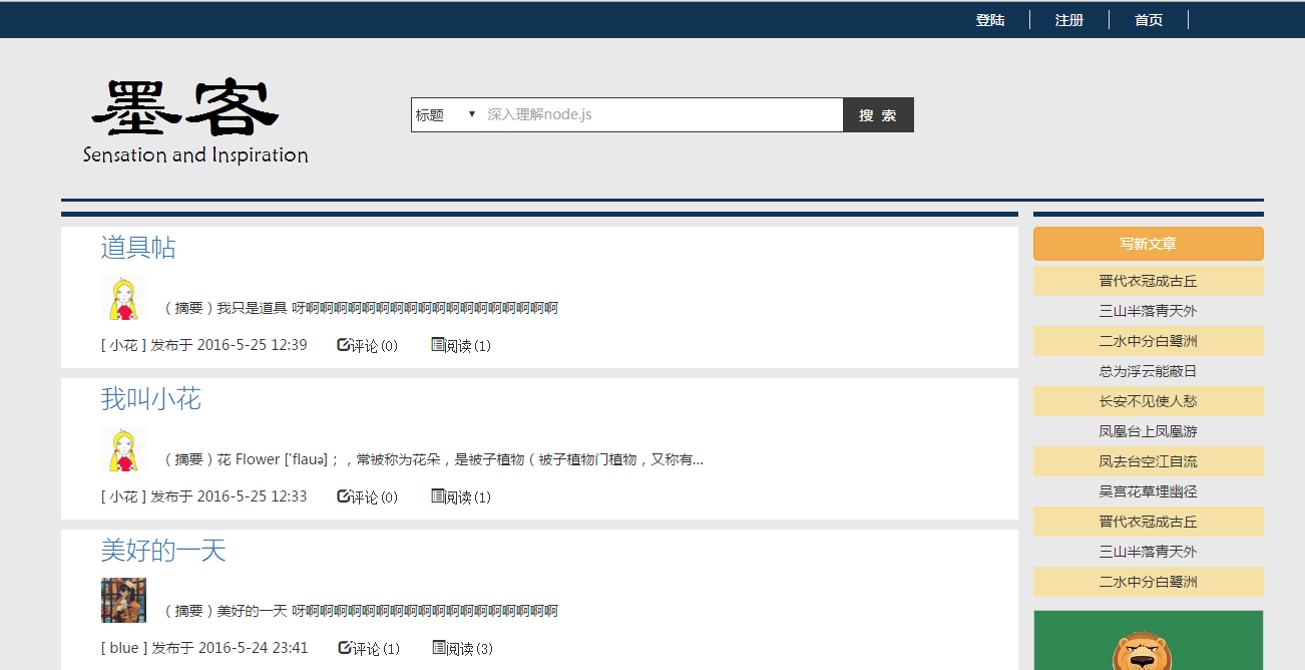 登陆 注册 首页
墨客
Sensation and Inspiration
标题 深入理解node.js 搜 索
道具帖
（摘要）我只是道具 呀啊啊啊啊啊啊啊啊啊啊啊啊啊啊啊啊啊啊
[ 小花 ] 发布于 2016-5-25 12:39 评论(0) 阅读(1)
我叫小花
（摘要）花 Flower ['flauə]；，常被称为花朵，是被子植物（被子植物门植物，又称有...
[ 小花 ] 发布于 2016-5-25 12:33 评论(0) 阅读(1)
美好的一天
（摘要）美好的一天 呀啊啊啊啊啊啊啊啊啊啊啊啊啊啊啊啊啊啊
[ blue ] 发布于 2016-5-24 23:41 评论(1) 阅读(3)
写新文章
晋代衣冠成古丘
三山半落青天外
二水中分白鹭洲
总为浮云能蔽日
长安不见使人愁
凤凰台上凤凰游
凤去台空江自流
吴宫花草埋幽径
晋代衣冠成古丘
三山半落青天外
二水中分白鹭洲